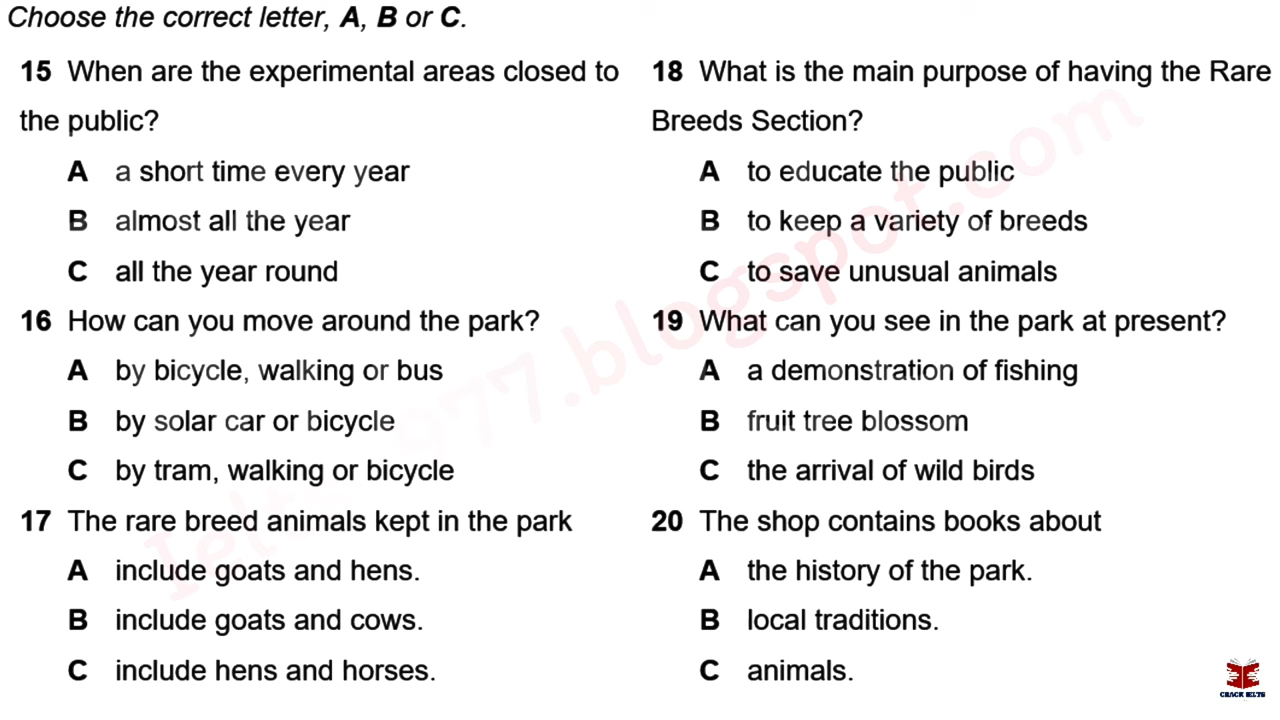 Choose the correct letter, A, B or C.
15 When are the experimental areas closed to
the public?
A a short time every year
B almost all the year
C all the year round
16 How can you move around the park?
A by bicycle, walking or bus
B by solar car or bicycle
C by tram, walking or bicycle
17 The rare breed animals kept in the park
A include goats and hens.
B include goats and cows.
C include hens and horses.
18 What is the main purpose of having the Rare
Breeds Section?
A to educate the public
B to keep a variety of breeds
C to save unusual animals
19 What can you see in the park at present?
A a demonstration of fishing
B fruit tree blossom
C the arrival of wild birds
20 The shop contains books about
A the history of the park.
B local traditions.
C animals.
CRACK IELTS